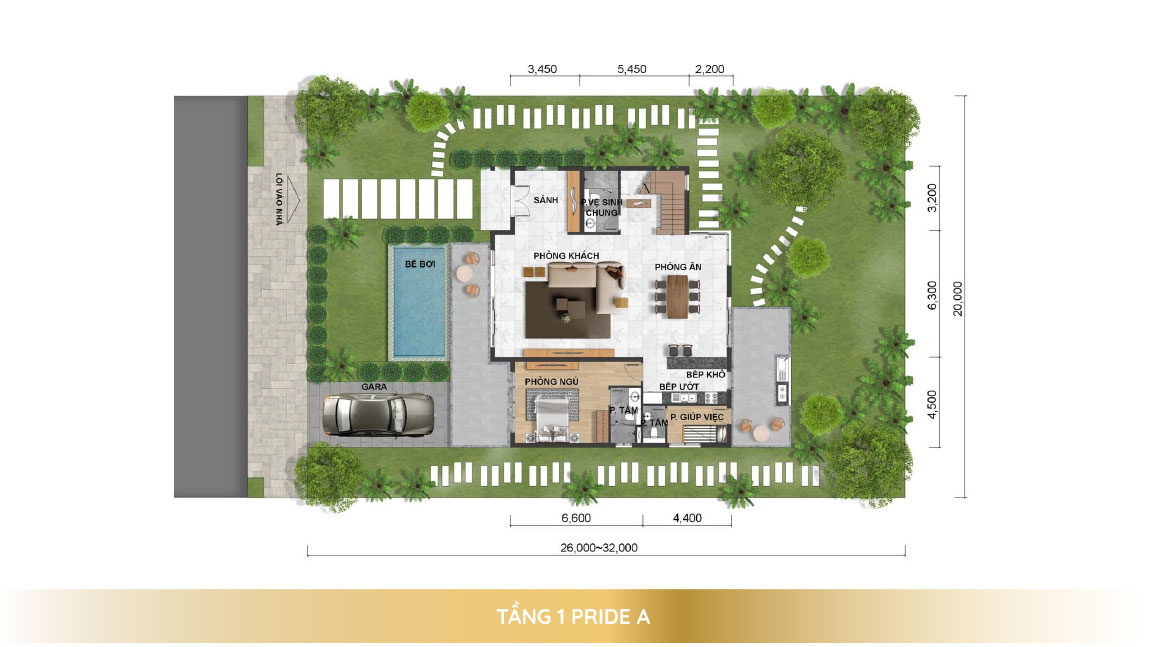 3,450
5,450
2,200
LỐI VÀO NHÀ
SẢNH
P.VỆ SINH
CHUNG
3,200
BỂ BƠI
PHÒNG KHÁCH
PHÒNG ĂN
6,300
20,000
BẾP KHÔ
PHÒNG NGỦ
GARA
BẾP ƯỚT
4,500
P. TẮM
P. TẮM
P. GIÚP VIỆC
6,600
4,400
26,000~32,000
TẦNG 1 PRIDE A